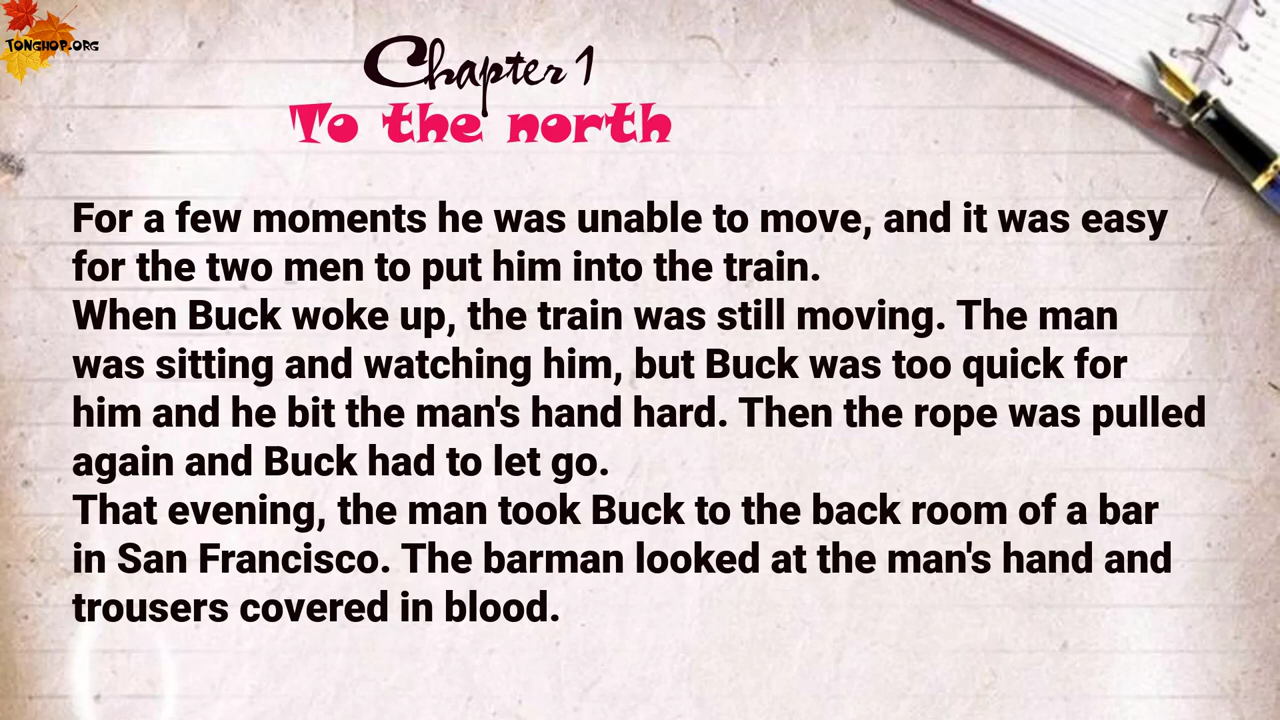 TONGHOP.ORG
Chapter 1
To the north
For a few moments he was unable to move, and it was easy
for the two men to put him into the train.
When Buck woke up, the train was still moving. The man
was sitting and watching him, but Buck was too quick for
him and he bit the man's hand hard. Then the rope was pulled
again and Buck had to let go.
That evening, the man took Buck to the back room of a bar
in San Francisco. The barman looked at the man's hand and
trousers covered in blood.